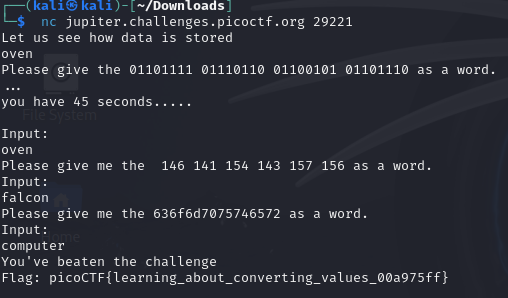 ┌──(kali㉿kali)-[~/Downloads]
└─$ nc jupiter.challenges.picoctf.org 29221
Let us see how data is stored
oven
Please give the 01101111 01110110 01100101 01101110 as a word.
...
you have 45 seconds.....

Input:
oven
Please give me the  146 141 154 143 157 156 as a word.
Input:
falcon
Please give me the 636f6d7075746572 as a word.
Input:
computer
You've beaten the challenge
Flag: picoCTF{learning_about_converting_values_00a975ff}
File System
Home